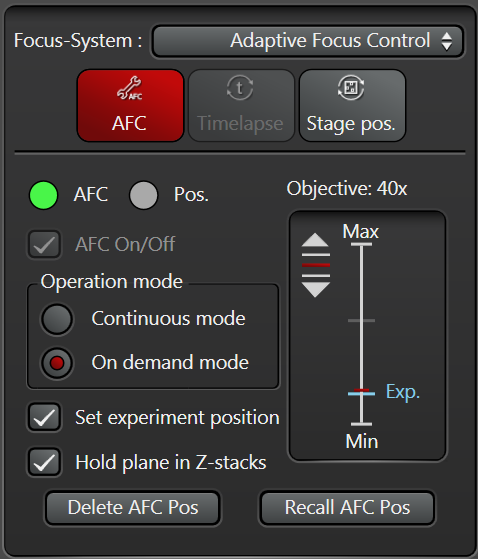 Focus-System : Adaptive Focus Control
AFC
AFC Timelapse Stage pos.
AFC Pos. Objective: 40x
AFC On/Off
Max
Operation mode
Continuous mode
On demand mode
Exp.
Set experiment position
Min
Hold plane in Z-stacks
Delete AFC Pos Recall AFC Pos